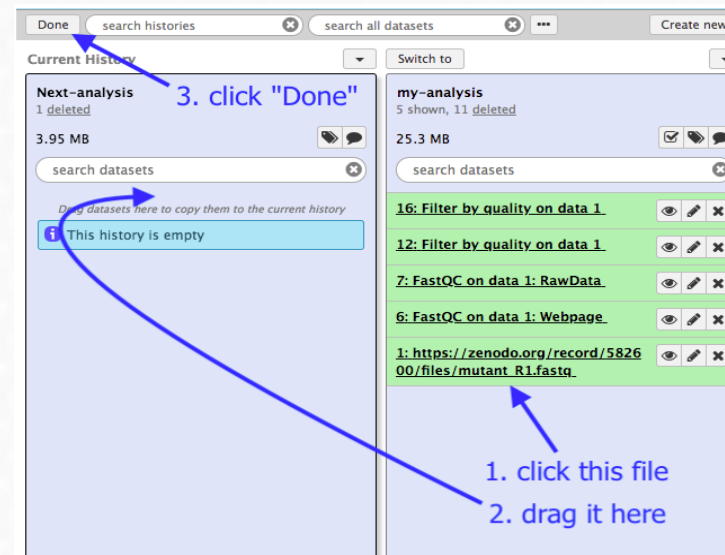 Done search histories search all datasets ••• Create new
Current History Switch to
Next-analysis
1 deleted
3.95 MB
search datasets
Drag datasets here to copy them to the current history
This history is empty
3. click "Done"
my-analysis
5 shown, 11 deleted
25.3 MB
search datasets
16: Filter by quality on data 1
12: Filter by quality on data 1
7: FastQC on data 1: RawData
6: FastQC on data 1: Webpage
1: https://zenodo.org/record/5826
00/files/mutant_R1.fastq
1. click this file
2. drag it here